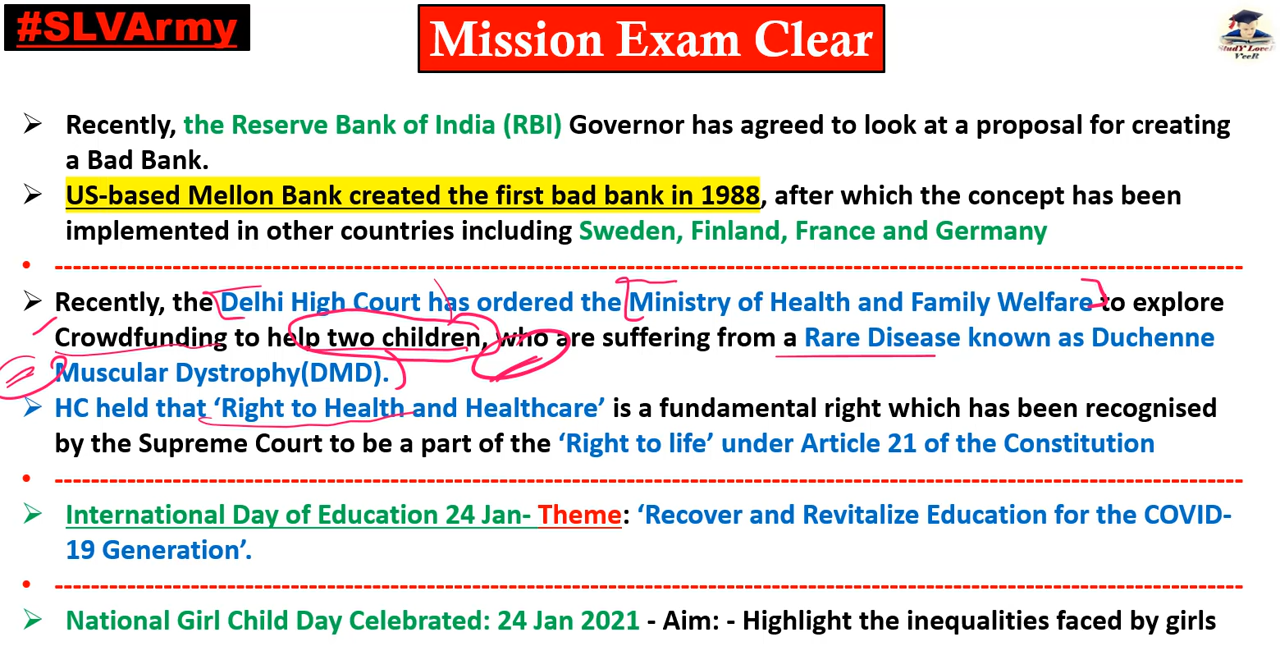 #SLVArmy
Mission Exam Clear
StudY LoveR
VeeR
➢ Recently, the Reserve Bank of India (RBI) Governor has agreed to look at a proposal for creating
a Bad Bank.
➢ US-based Mellon Bank created the first bad bank in 1988, after which the concept has been
implemented in other countries including Sweden, Finland, France and Germany
• ------------------------------------------------------------
➢ Recently, the Delhi High Court has ordered the Ministry of Health and Family Welfare to explore
Crowdfunding to help two children, who are suffering from a Rare Disease known as Duchenne
Muscular Dystrophy(DMD).
➢ HC held that ‘Right to Health and Healthcare’ is a fundamental right which has been recognised
by the Supreme Court to be a part of the ‘Right to life’ under Article 21 of the Constitution
• ------------------------------------------------------------
➢ International Day of Education 24 Jan- Theme: ‘Recover and Revitalize Education for the COVID-
19 Generation’.
• ------------------------------------------------------------
➢ National Girl Child Day Celebrated: 24 Jan 2021 - Aim: - Highlight the inequalities faced by girls